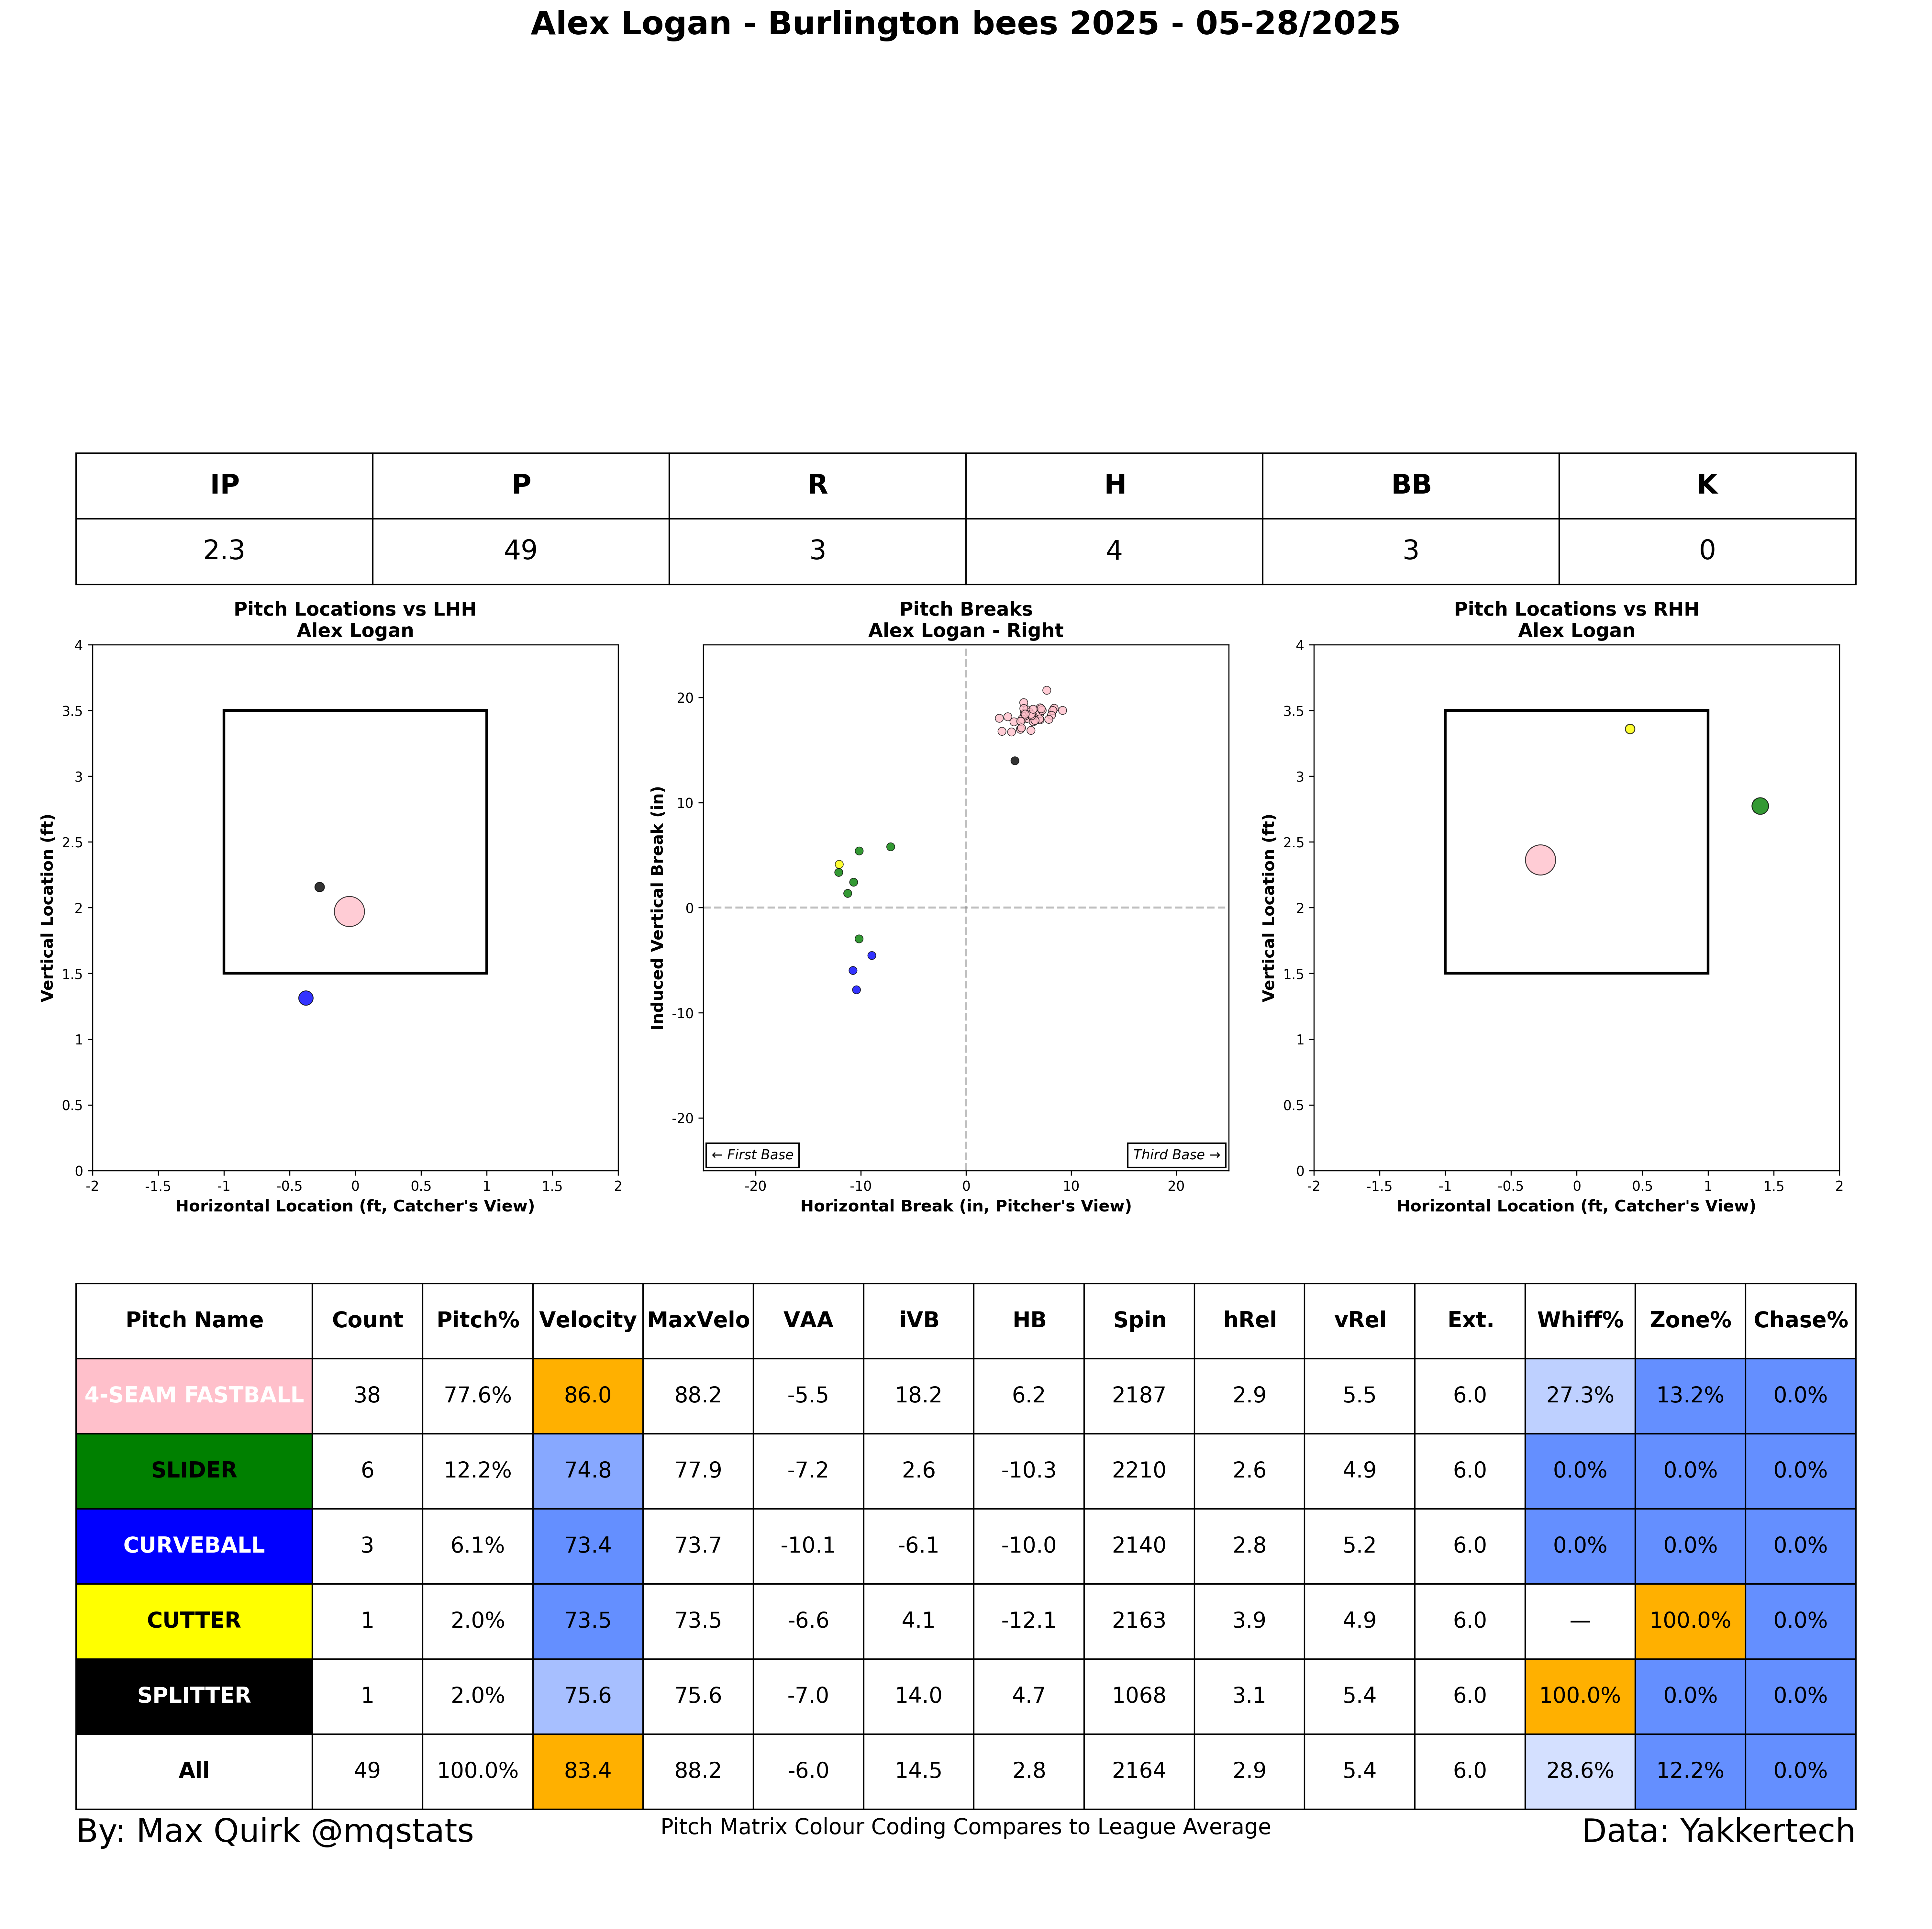 Alex Logan - Burlington bees 2025 - 05-28/2025
IP P R H BB K
2.3 49 3 4 3 0
Pitch Locations vs LHH
Alex Logan
4
3.5
3
2.5
2
1.5
1
0.5
0
-2 -1.5 -1 -0.5 0 0.5 1 1.5 2
Vertical Location (ft)
Horizontal Location (ft, Catcher's View)
Pitch Breaks
Alex Logan - Right
20
10
0
-10
-20
← First Base Third Base →
-20 -10 0 10 20
Induced Vertical Break (in)
Horizontal Break (in, Pitcher's View)
Pitch Locations vs RHH
Alex Logan
4
3.5
3
2.5
2
1.5
1
0.5
0
-2 -1.5 -1 -0.5 0 0.5 1 1.5 2
Vertical Location (ft)
Horizontal Location (ft, Catcher's View)
Pitch Name Count Pitch% Velocity MaxVelo VAA iVB HB Spin hRel vRel Ext. Whiff% Zone% Chase%
4-SEAM FASTBALL 38 77.6% 86.0 88.2 -5.5 18.2 6.2 2187 2.9 5.5 6.0 27.3% 13.2% 0.0%
SLIDER 6 12.2% 74.8 77.9 -7.2 2.6 -10.3 2210 2.6 4.9 6.0 0.0% 0.0% 0.0%
CURVEBALL 3 6.1% 73.4 73.7 -10.1 -6.1 -10.0 2140 2.8 5.2 6.0 0.0% 0.0% 0.0%
CUTTER 1 2.0% 73.5 73.5 -6.6 4.1 -12.1 2163 3.9 4.9 6.0 — 100.0% 0.0%
SPLITTER 1 2.0% 75.6 75.6 -7.0 14.0 4.7 1068 3.1 5.4 6.0 100.0% 0.0% 0.0%
All 49 100.0% 83.4 88.2 -6.0 14.5 2.8 2164 2.9 5.4 6.0 28.6% 12.2% 0.0%
By: Max Quirk @mqstats Pitch Matrix Colour Coding Compares to League Average Data: Yakkertech